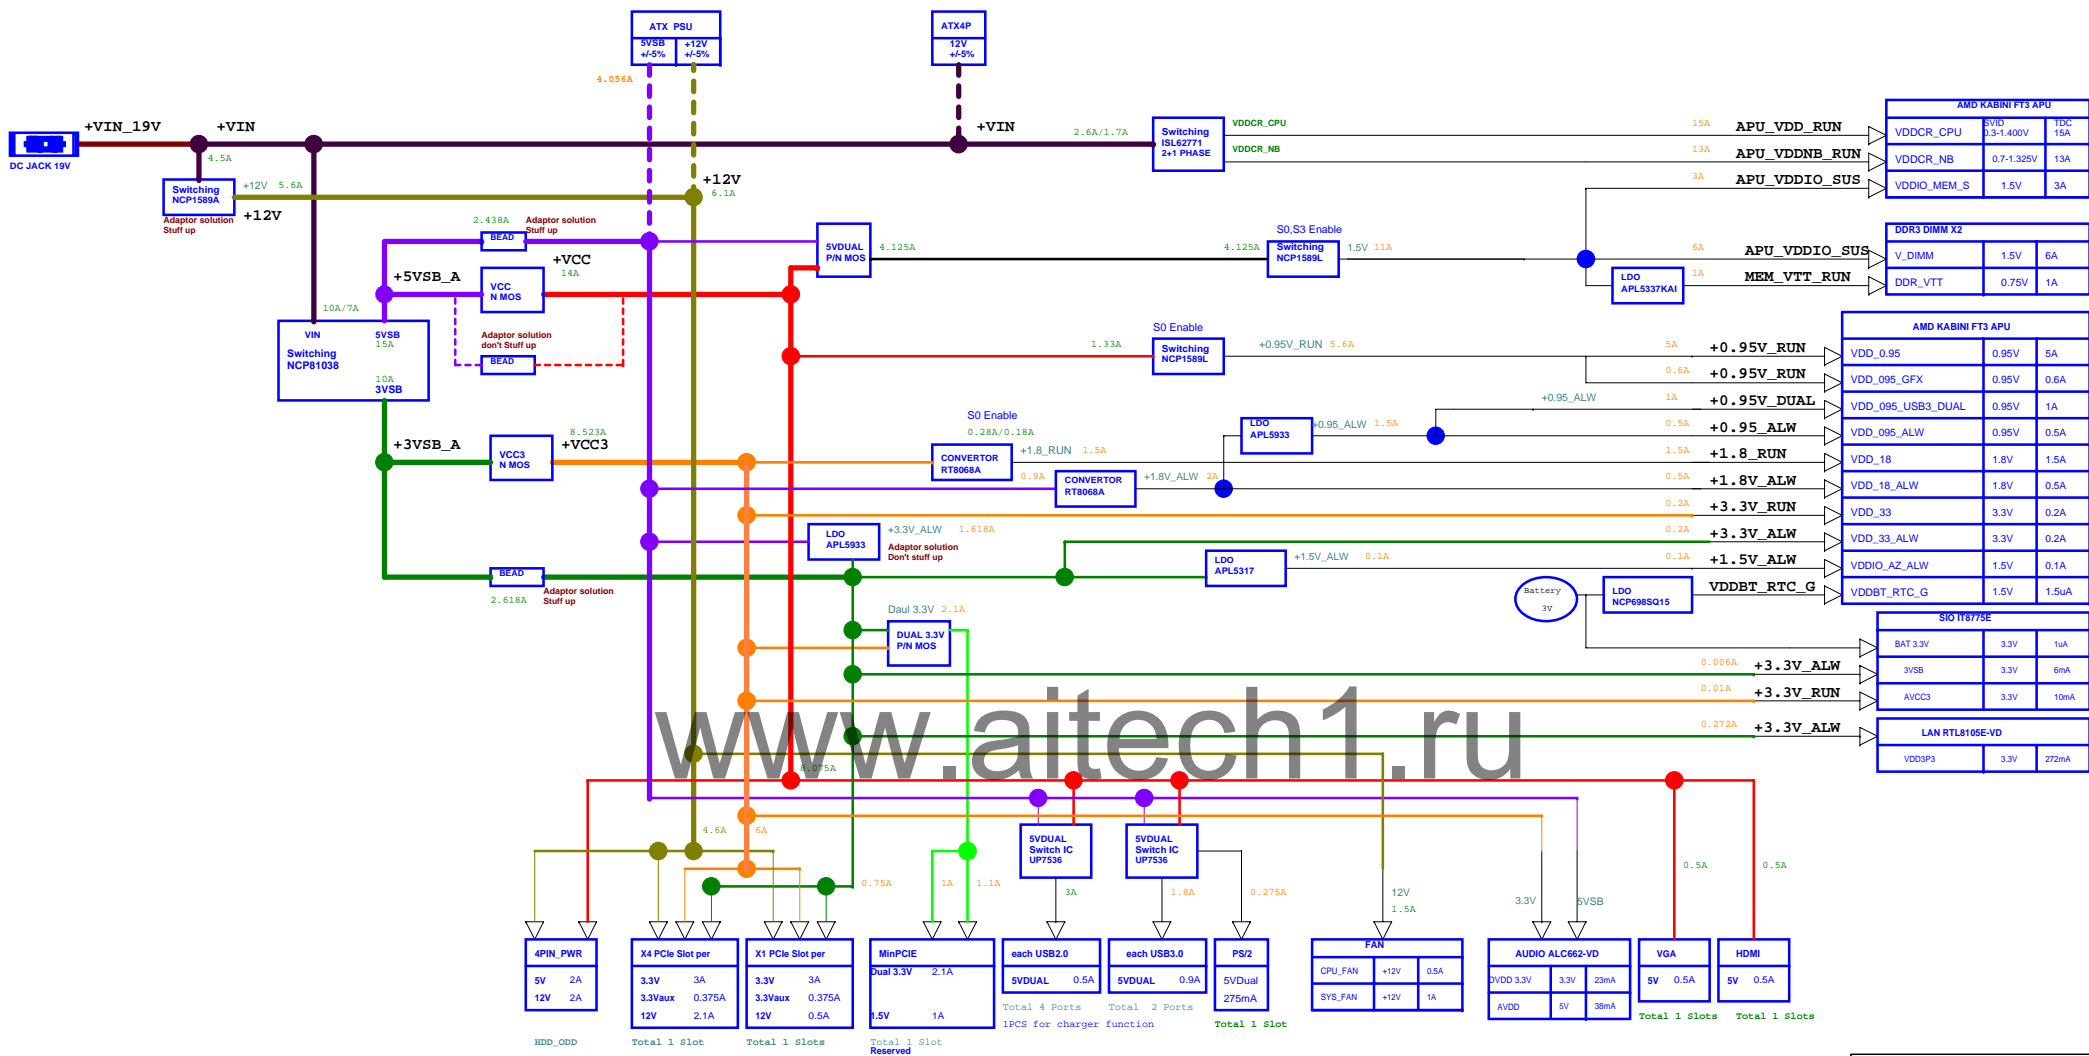 ATX PSU
5VSB +/-5%
+12V +/-5%
4.056A
ATX4P
12V +/-5%
+VIN_19V
+VIN
DC JACK 19V
4.5A
Switching NCP1589A
+12V 5.6A
+12V
Adaptor solution Stuff up
+12V
6.1A
+VIN
2.6A/1.7A
Switching ISL62771 2+1 PHASE
VDDCR_CPU
VDDCR_NB
15A APU_VDD_RUN
13A APU_VDDNB_RUN
3A APU_VDDIO_SUS
AMD KABINI FT3 APU
SVID TDC
VDDCR_CPU 0.3-1.400V 15A
VDDCR_NB 0.7-1.325V 13A
VDDIO_MEM_S 1.5V 3A
2.438A
BEAD
Adaptor solution Stuff up
+5VSB_A
+VCC
14A
VCC N MOS
5VDUAL P/N MOS
4.125A
4.125A
S0,S3 Enable
Switching NCP1589L
1.5V 11A
6A APU_VDDIO_SUS
LDO APL5337KAI
1A MEM_VTT_RUN
DDR3 DIMM X2
V_DIMM 1.5V 6A
DDR_VTT 0.75V 1A
10A/7A
VIN
5VSB
15A
Switching NCP81038
10A
3VSB
Adaptor solution don't Stuff up
BEAD
S0 Enable
1.33A
Switching NCP1589L
+0.95V_RUN 5.6A
5A +0.95V_RUN
0.6A +0.95V_RUN
+0.95_ALW
1A +0.95V_DUAL
0.5A +0.95_ALW
1.5A +1.8_RUN
0.5A +1.8V_ALW
0.2A +3.3V_RUN
0.2A +3.3V_ALW
0.1A +1.5V_ALW
VDDBT_RTC_G
AMD KABINI FT3 APU
VDD_0.95 0.95V 5A
VDD_095_GFX 0.95V 0.6A
VDD_095_USB3_DUAL 0.95V 1A
VDD_095_ALW 0.95V 0.5A
VDD_18 1.8V 1.5A
VDD_18_ALW 1.8V 0.5A
VDD_33 3.3V 0.2A
VDD_33_ALW 3.3V 0.2A
VDDIO_AZ_ALW 1.5V 0.1A
VDDBT_RTC_G 1.5V 1.5uA
+3VSB_A
8.523A
+VCC3
VCC3 N MOS
S0 Enable
0.28A/0.18A
CONVERTOR RT8068A
+1.8_RUN 1.5A
0.9A
CONVERTOR RT8068A
+1.8V_ALW 2A
LDO APL5933
+0.95_ALW 1.5A
LDO APL5933
+3.3V_ALW 1.618A
Adaptor solution Don't stuff up
BEAD
2.618A
Adaptor solution Stuff up
LDO APL5317
+1.5V_ALW 0.1A
Battery 3V
LDO NCP698SQ15
Daul 3.3V 2.1A
DUAL 3.3V P/N MOS
SIO IT8775E
BAT 3.3V 3.3V 1uA
3VSB 3.3V 6mA
AVCC3 3.3V 10mA
0.006A +3.3V_ALW
0.01A +3.3V_RUN
0.272A +3.3V_ALW
LAN RTL8105E-VD
VDD3P3 3.3V 272mA
www.aitech1.ru
8.075A
4.6A
6A
0.75A
1A
1.1A
5VDUAL Switch IC UP7536
3A
5VDUAL Switch IC UP7536
1.8A
0.275A
12V
1.5A
3.3V
5VSB
0.5A
0.5A
4PIN_PWR
5V 2A
12V 2A
HDD_ODD
X4 PCIe Slot per
3.3V 3A
3.3Vaux 0.375A
12V 2.1A
Total 1 Slot
X1 PCIe Slot per
3.3V 3A
3.3Vaux 0.375A
12V 0.5A
Total 1 Slots
MinPCIE
Dual 3.3V 2.1A
1.5V 1A
Total 1 Slot
Reserved
each USB2.0
5VDUAL 0.5A
Total 4 Ports
1PCS for charger function
each USB3.0
5VDUAL 0.9A
Total 2 Ports
PS/2
5VDual
275mA
Total 1 Slot
FAN
CPU_FAN +12V 0.5A
SYS_FAN +12V 1A
AUDIO ALC662-VD
DVDD 3.3V 3.3V 23mA
AVDD 5V 38mA
VGA
5V 0.5A
Total 1 Slots
HDMI
5V 0.5A
Total 1 Slots